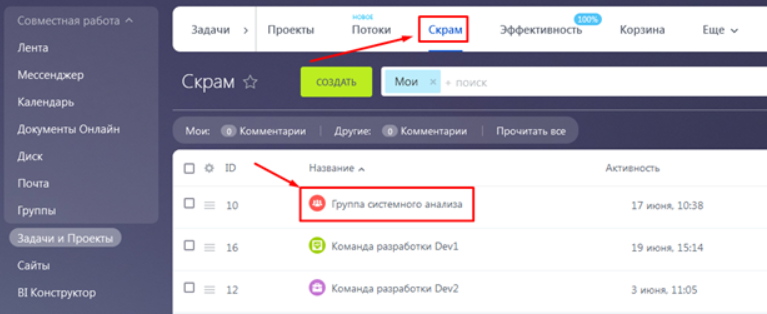 Совместная работа
Лента
Мессенджер
Календарь
Документы Онлайн
Диск
Почта
Группы
Задачи и Проекты
Сайты
BI Конструктор
Задачи
Проекты
НОВОЕ
Потоки
Скрам
Эффективность
100%
Корзина
Еще
Скрам
СОЗДАТЬ
Мои × + поиск
Мои: 0 Комментарии Другие: 0 Комментарии Прочитать все
ID Название Активность
10 Группа системного анализа 17 июня, 10:38
16 Команда разработки Dev1 19 июня, 15:14
12 Команда разработки Dev2 3 июня, 11:05